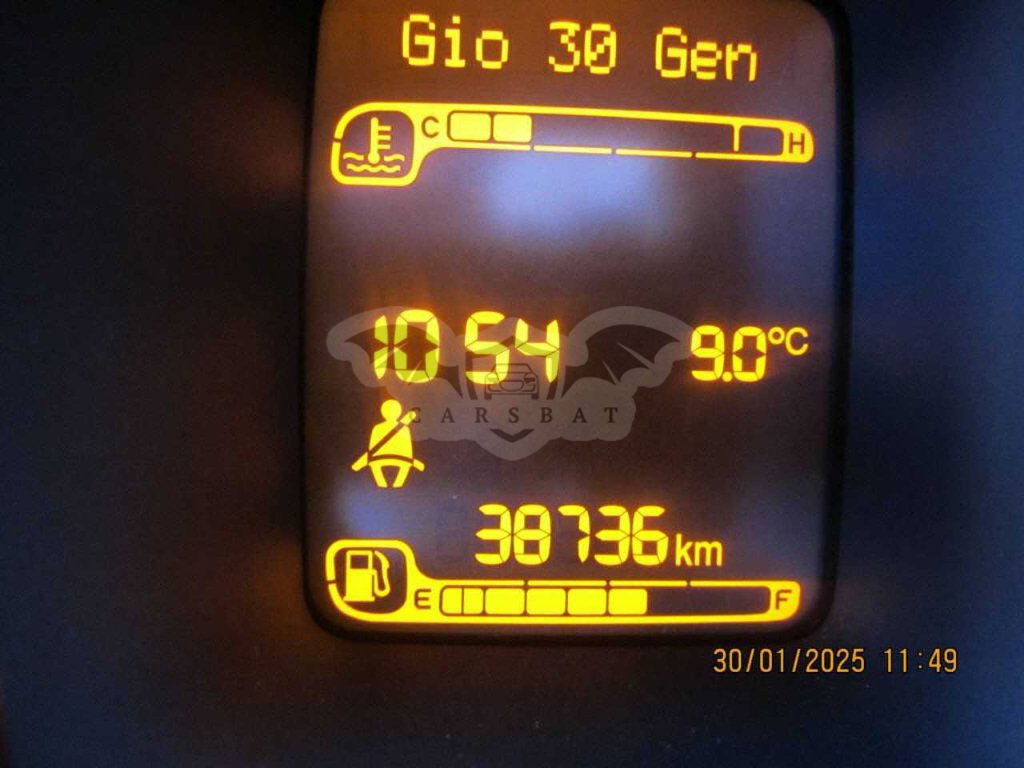 Gio 30 Gen
C H
10 54 9.0°C
CARSBAT
38736 km
E F
30/01/2025 11:49